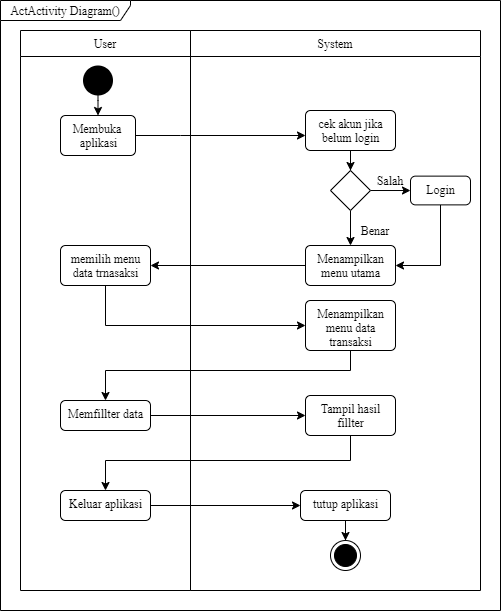 ActActivity Diagram()
User
System
Membuka
aplikasi
cek akun jika
belum login
Salah
Login
Benar
memilih menu
data trnasaksi
Menampilkan
menu utama
Menampilkan
menu data
transaksi
Memfillter data
Tampil hasil
fillter
Keluar aplikasi
tutup aplikasi